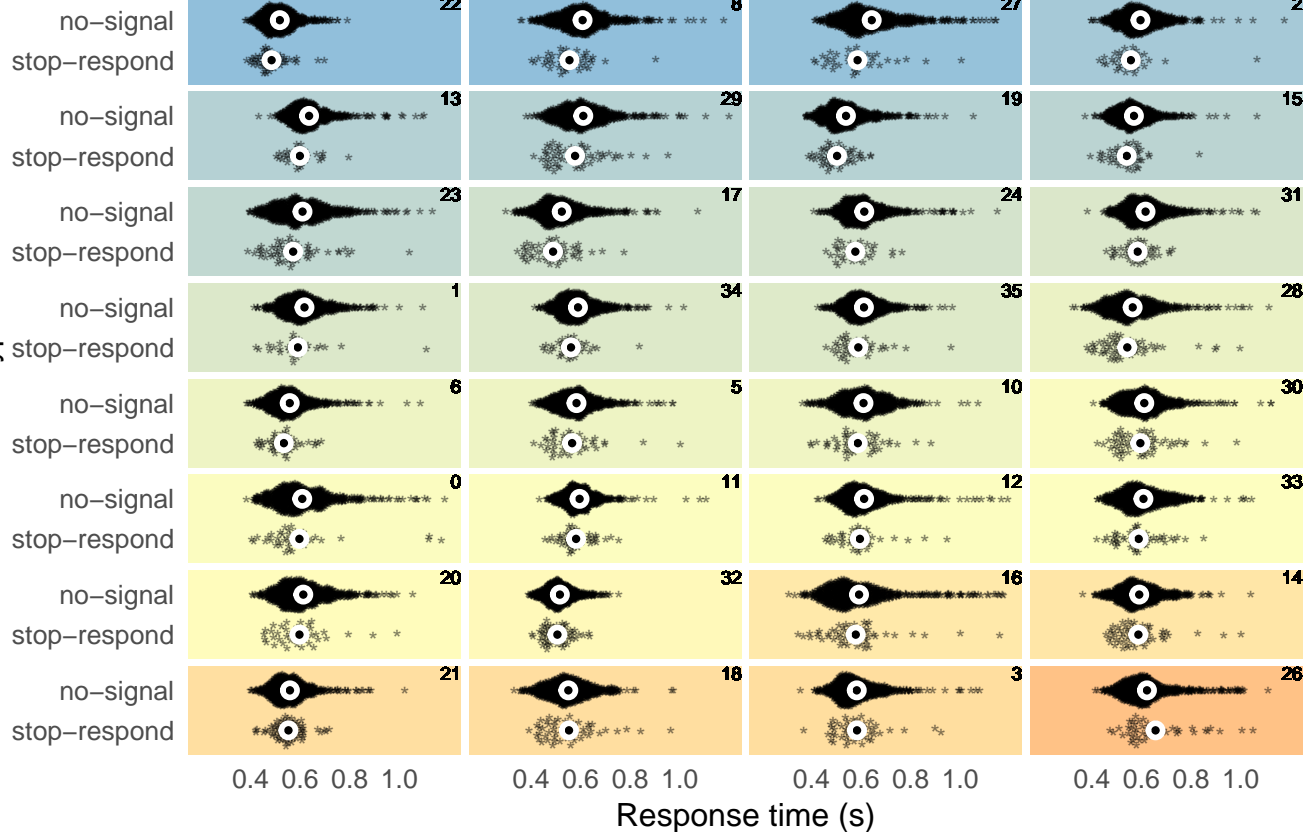 no−signal 22 8 27 2
stop−respond
no−signal 13 29 19 15
stop−respond
no−signal 23 17 24 31
stop−respond
no−signal 1 34 35 28
stop−respond
no−signal 6 5 10 30
stop−respond
no−signal 0 11 12 33
stop−respond
no−signal 20 32 16 14
stop−respond
no−signal 21 18 3 26
stop−respond
0.4 0.6 0.8 1.0 0.4 0.6 0.8 1.0 0.4 0.6 0.8 1.0 0.4 0.6 0.8 1.0
Response time (s)